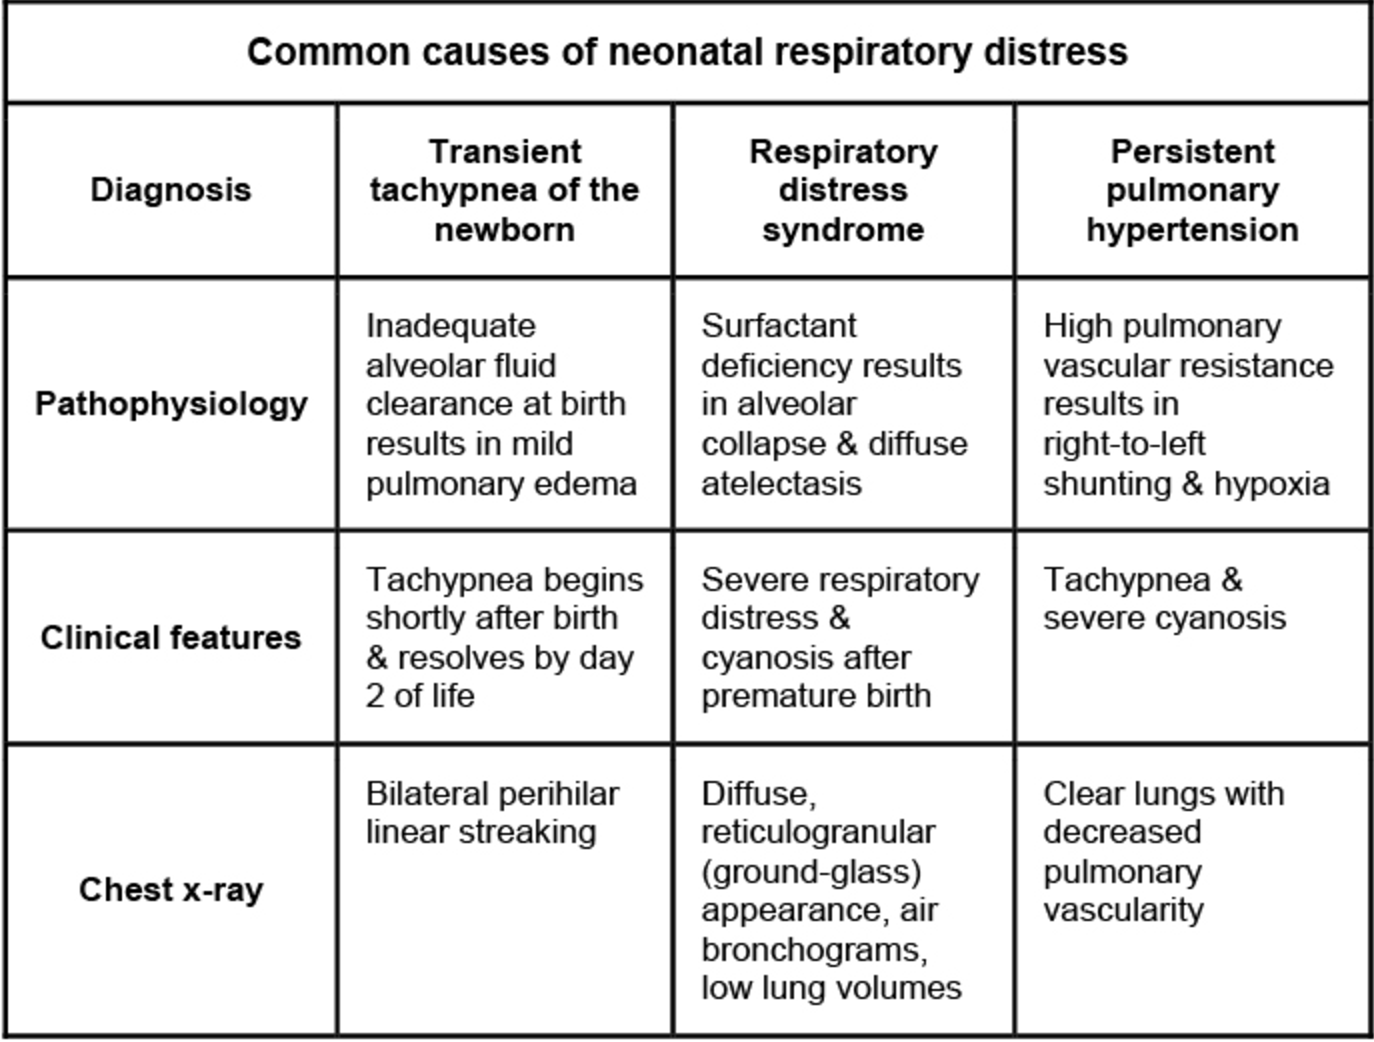 Common causes of neonatal respiratory distress
Diagnosis
Transient
tachypnea of the
newborn
Respiratory
distress
syndrome
Persistent
pulmonary
hypertension
Pathophysiology
Inadequate
alveolar fluid
clearance at birth
results in mild
pulmonary edema
Surfactant
deficiency results
in alveolar
collapse & diffuse
atelectasis
High pulmonary
vascular resistance
results in
right-to-left
shunting & hypoxia
Clinical features
Tachypnea begins
shortly after birth
& resolves by day
2 of life
Severe respiratory
distress &
cyanosis after
premature birth
Tachypnea &
severe cyanosis
Chest x-ray
Bilateral perihilar
linear streaking
Diffuse,
reticulogranular
(ground-glass)
appearance, air
bronchograms,
low lung volumes
Clear lungs with
decreased
pulmonary
vascularity